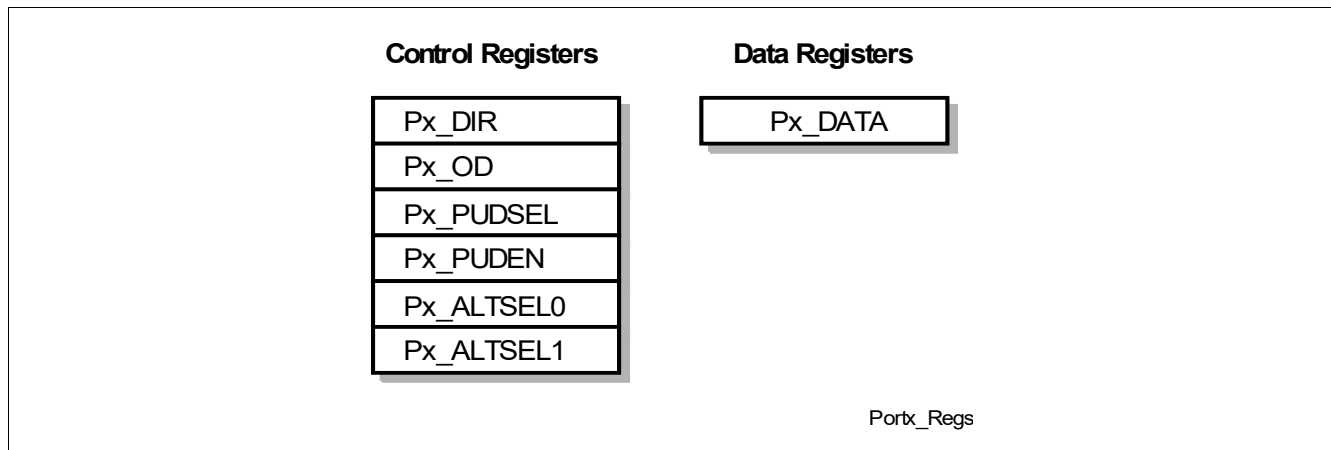 Control Registers
Data Registers
Px_DIR
Px_DATA
Px_OD
Px_PUDSEL
Px_PUDEN
Px_ALTSEL0
Px_ALTSEL1
Portx_Regs